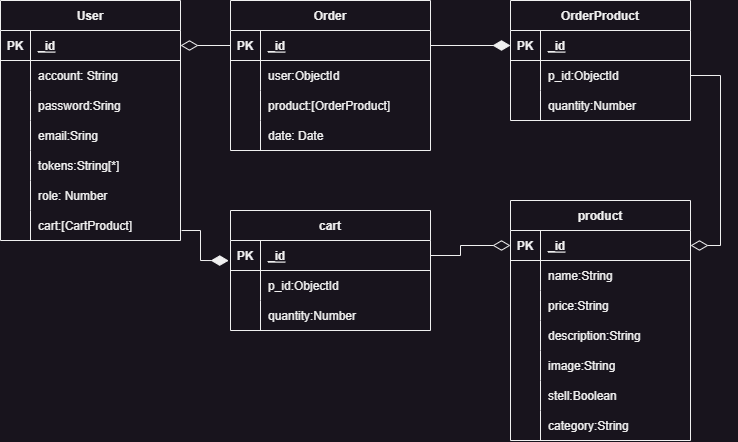 User
PK _id
account: String
password:Sring
email:Sring
tokens:String[*]
role: Number
cart:[CartProduct]
Order
PK _id
user:ObjectId
product:[OrderProduct]
date: Date
OrderProduct
PK _id
p_id:ObjectId
quantity:Number
cart
PK _id
p_id:ObjectId
quantity:Number
product
PK _id
name:String
price:String
description:String
image:String
stell:Boolean
category:String